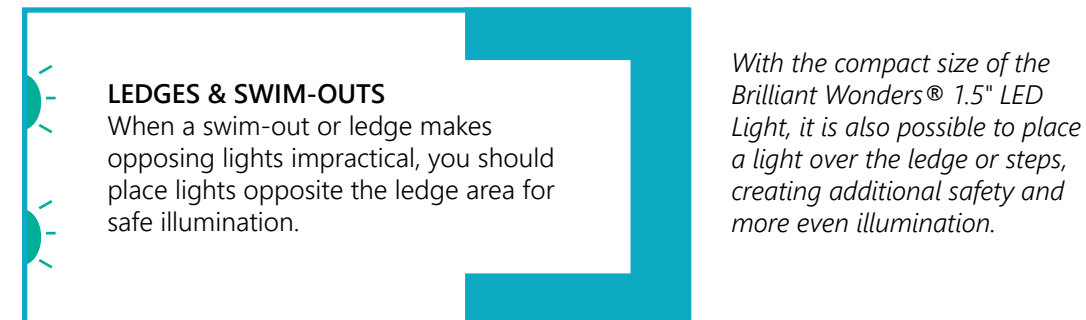 LEDGES & SWIM-OUTS
When a swim-out or ledge makes
opposing lights impractical, you should
place lights opposite the ledge area for
safe illumination.
With the compact size of the
Brilliant Wonders® 1.5" LED
Light, it is also possible to place
a light over the ledge or steps,
creating additional safety and
more even illumination.